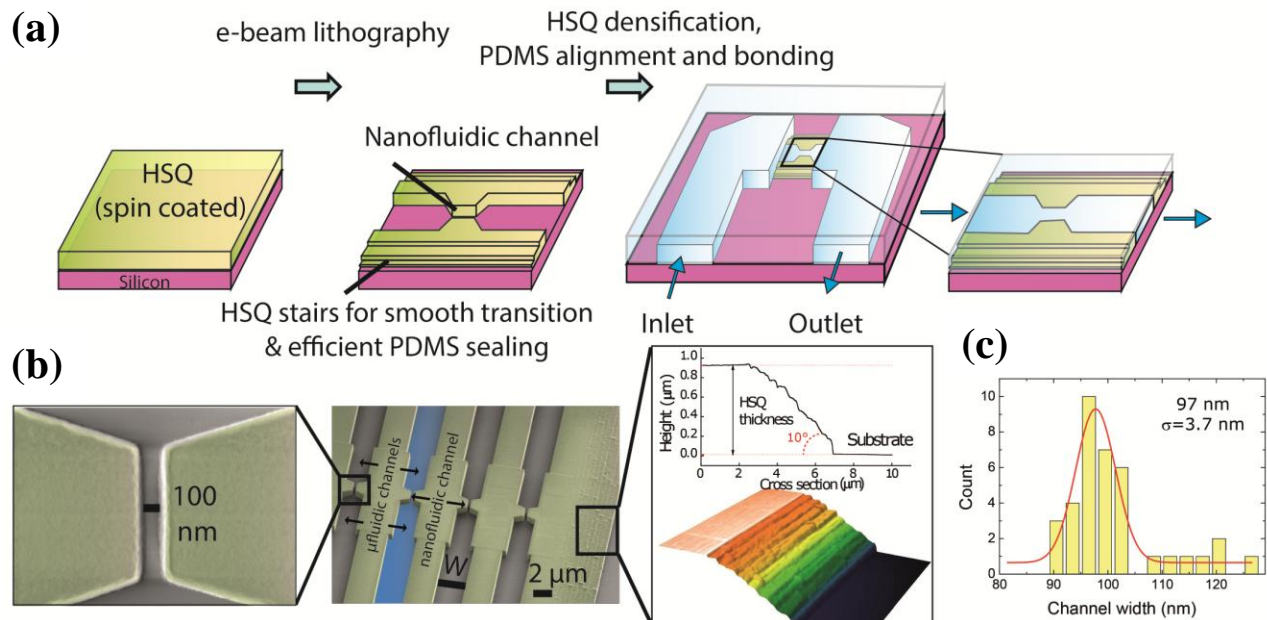 (a)
e-beam lithography
HSQ densification,
PDMS alignment and bonding
Nanofluidic channel
HSQ
(spin coated)
Silicon
HSQ stairs for smooth transition
& efficient PDMS sealing
Inlet
Outlet
(b)
100
nm
μfluidic channels
nanofluidic channel
W
2 μm
Height (μm)
1.0
0.8
0.6
0.4
0.2
0.0
HSQ
thickness
10°
Substrate
0 2 4 6 8 10
Cross section(μm)
(c)
97 nm
σ=3.7 nm
Count
10
8
6
4
2
0
80 90 100 110 120
Channel width (nm)